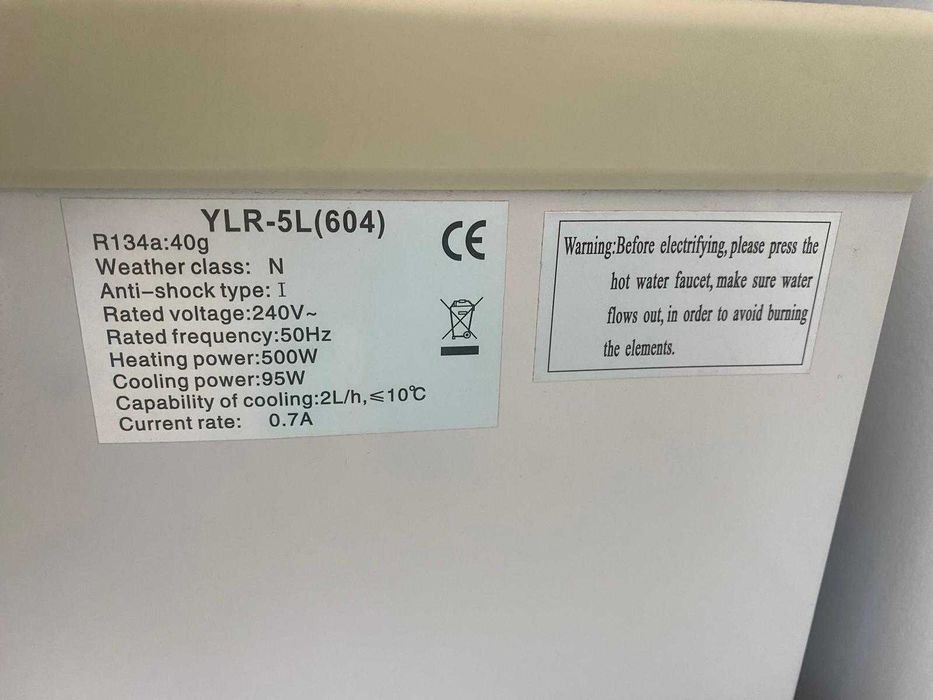 YLR-5L(604)
R134a:40g
CE
Weather class: N
Anti-shock type: I
Rated voltage:240V~
Rated frequency:50Hz
Heating power:500W
Cooling power:95W
Capability of cooling:2L/h,≤10℃
Current rate: 0.7A
Warning:Before electrifying, please press the
hot water faucet, make sure water
flows out, in order to avoid burning
the elements.